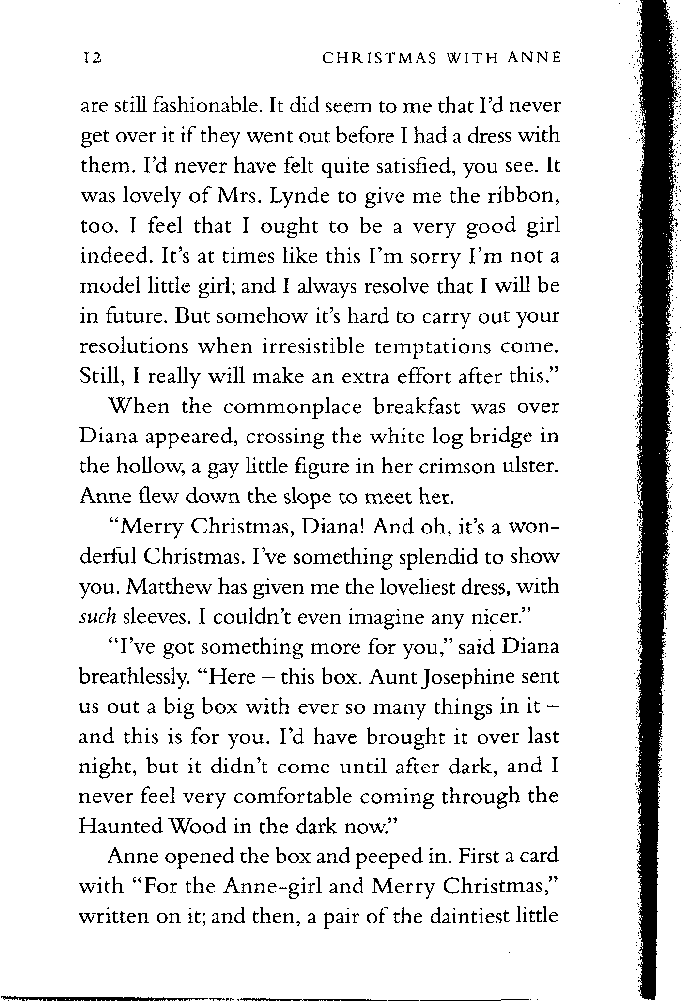 12 CHRISTMAS WITH ANNE
are still fashionable. It did seem to me that I'd never
get over it if they went out before I had a dress with
them. I'd never have felt quite satisfied, you see. It
was lovely of Mrs. Lynde to give me the ribbon,
too. I feel that I ought to be a very good girl
indeed. It's at times like this I'm sorry I'm not a
model little girl; and I always resolve that I will be
in future. But somehow it's hard to carry out your
resolutions when irresistible temptations come.
Still, I really will make an extra effort after this.”
When the commonplace breakfast was over
Diana appeared, crossing the white log bridge in
the hollow, a gay little figure in her crimson ulster.
Anne flew down the slope to meet her.
“Merry Christmas, Diana! And oh, it's a won-
derful Christmas. I've something splendid to show
you. Matthew has given me the loveliest dress, with
such sleeves. I couldn't even imagine any nicer.”
“I've got something more for you,” said Diana
breathlessly. “Here – this box. Aunt Josephine sent
us out a big box with ever so many things in it –
and this is for you. I'd have brought it over last
night, but it didn't come until after dark, and I
never feel very comfortable coming through the
Haunted Wood in the dark now.”
Anne opened the box and peeped in. First a card
with “For the Anne-girl and Merry Christmas,”
written on it; and then, a pair of the daintiest little